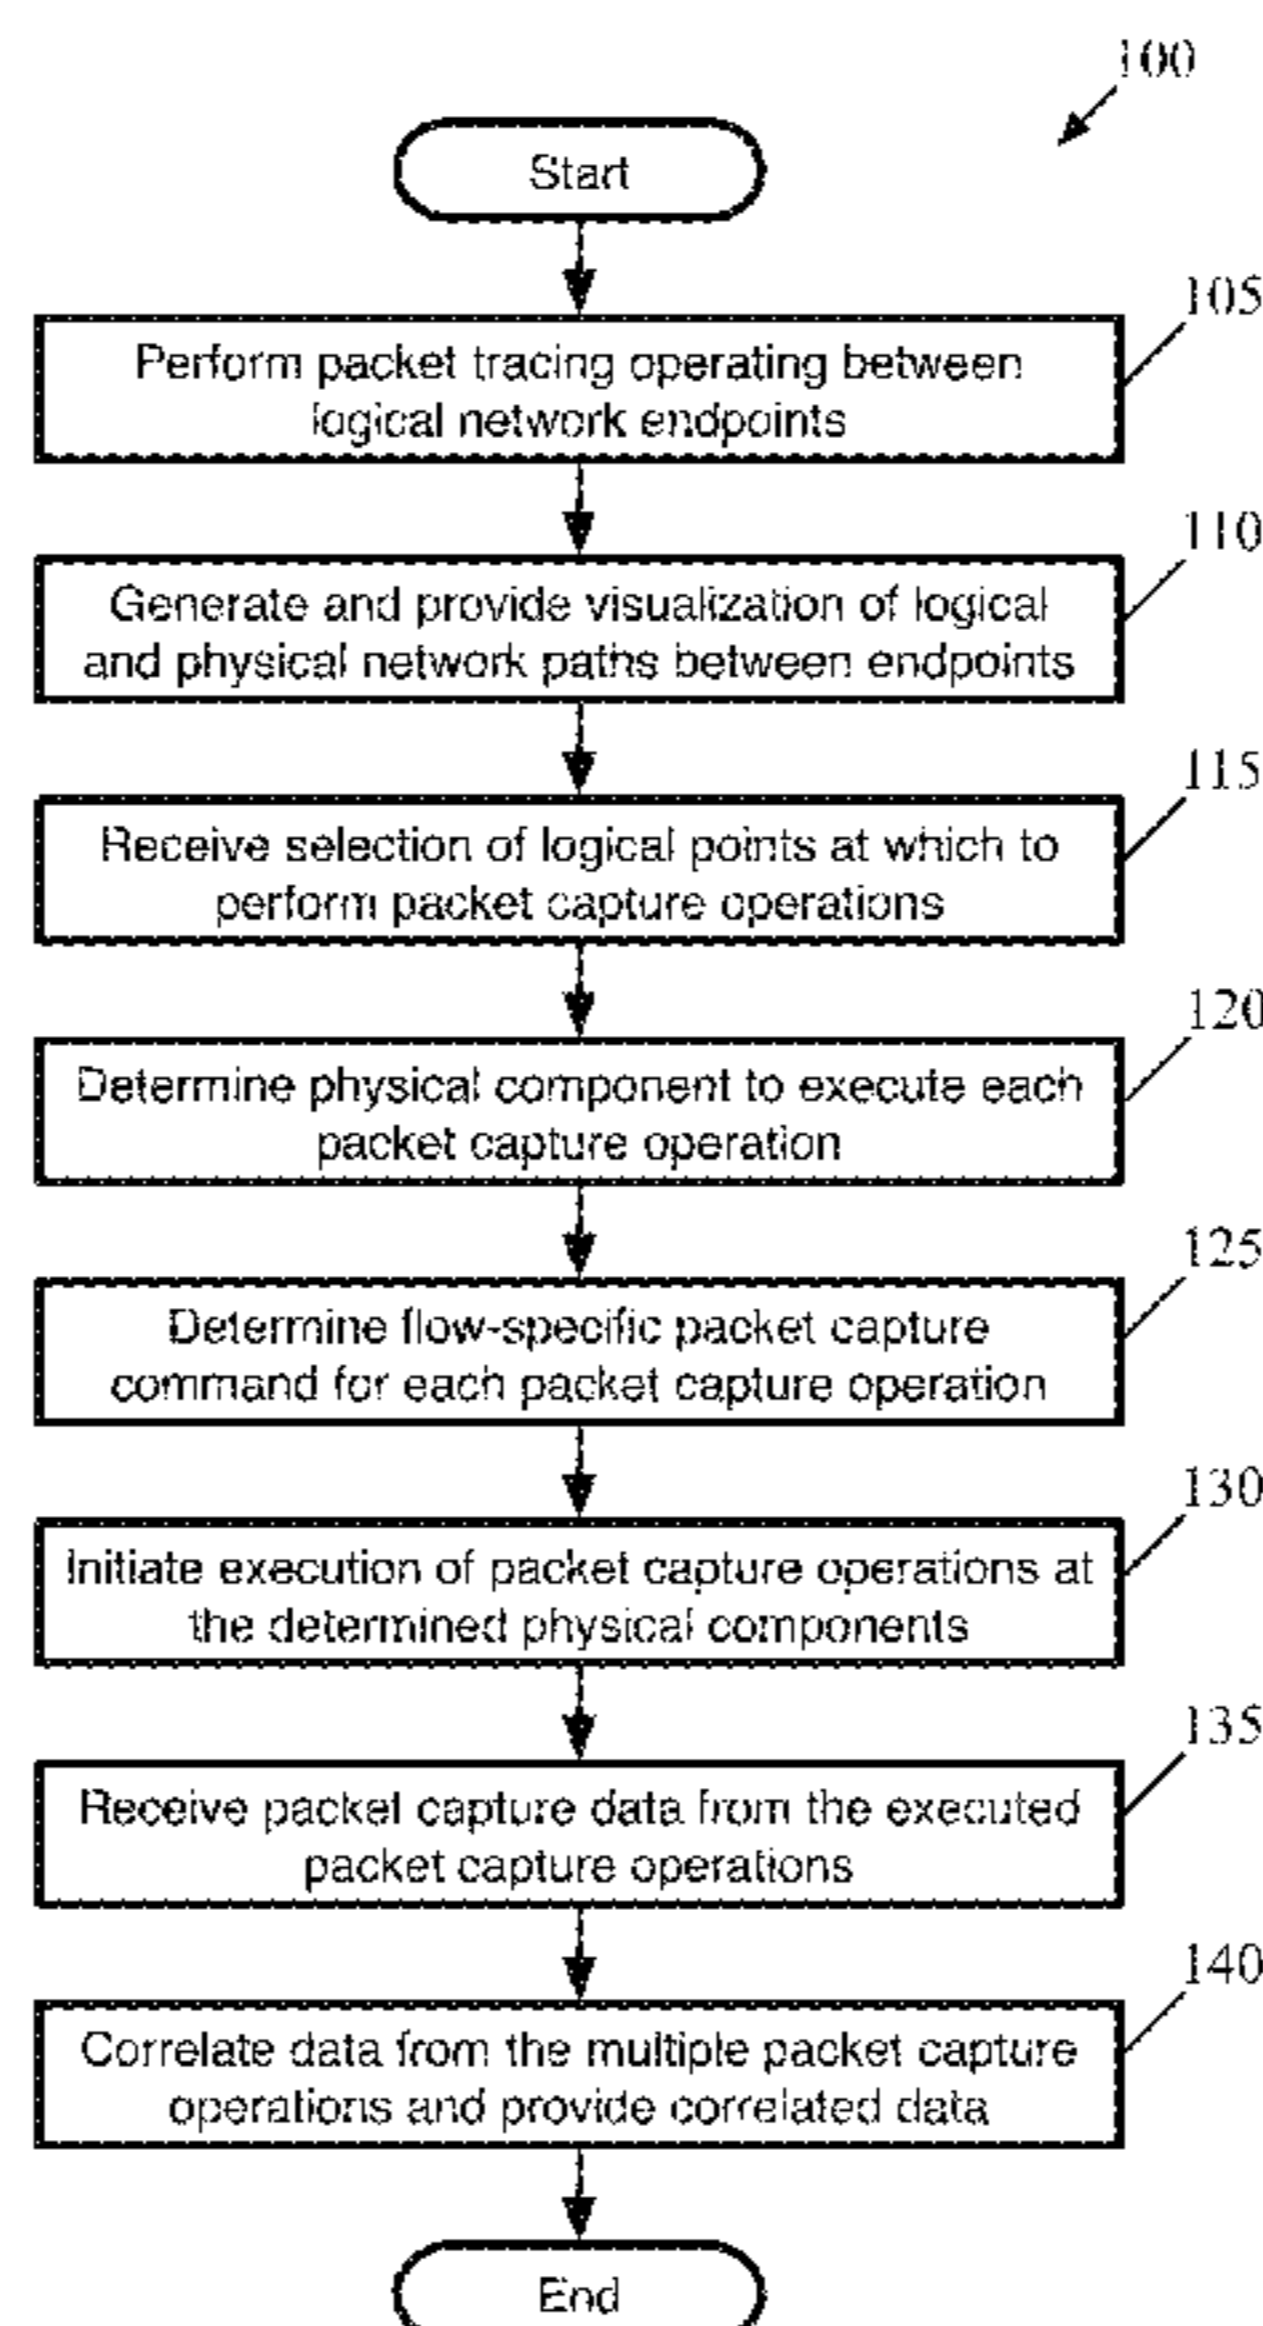 100
Start
105
Perform packet tracing operating between
logical network endpoints
110
Generate and provide visualization of logical
and physical network paths between endpoints
115
Receive selection of logical points at which to
perform packet capture operations
120
Determine physical component to execute each
packet capture operation
125
Determine flow-specific packet capture
command for each packet capture operation
130
Initiate execution of packet capture operations at
the determined physical components
135
Receive packet capture data from the executed
packet capture operations
140
Correlate data from the multiple packet capture
operations and provide correlated data
End